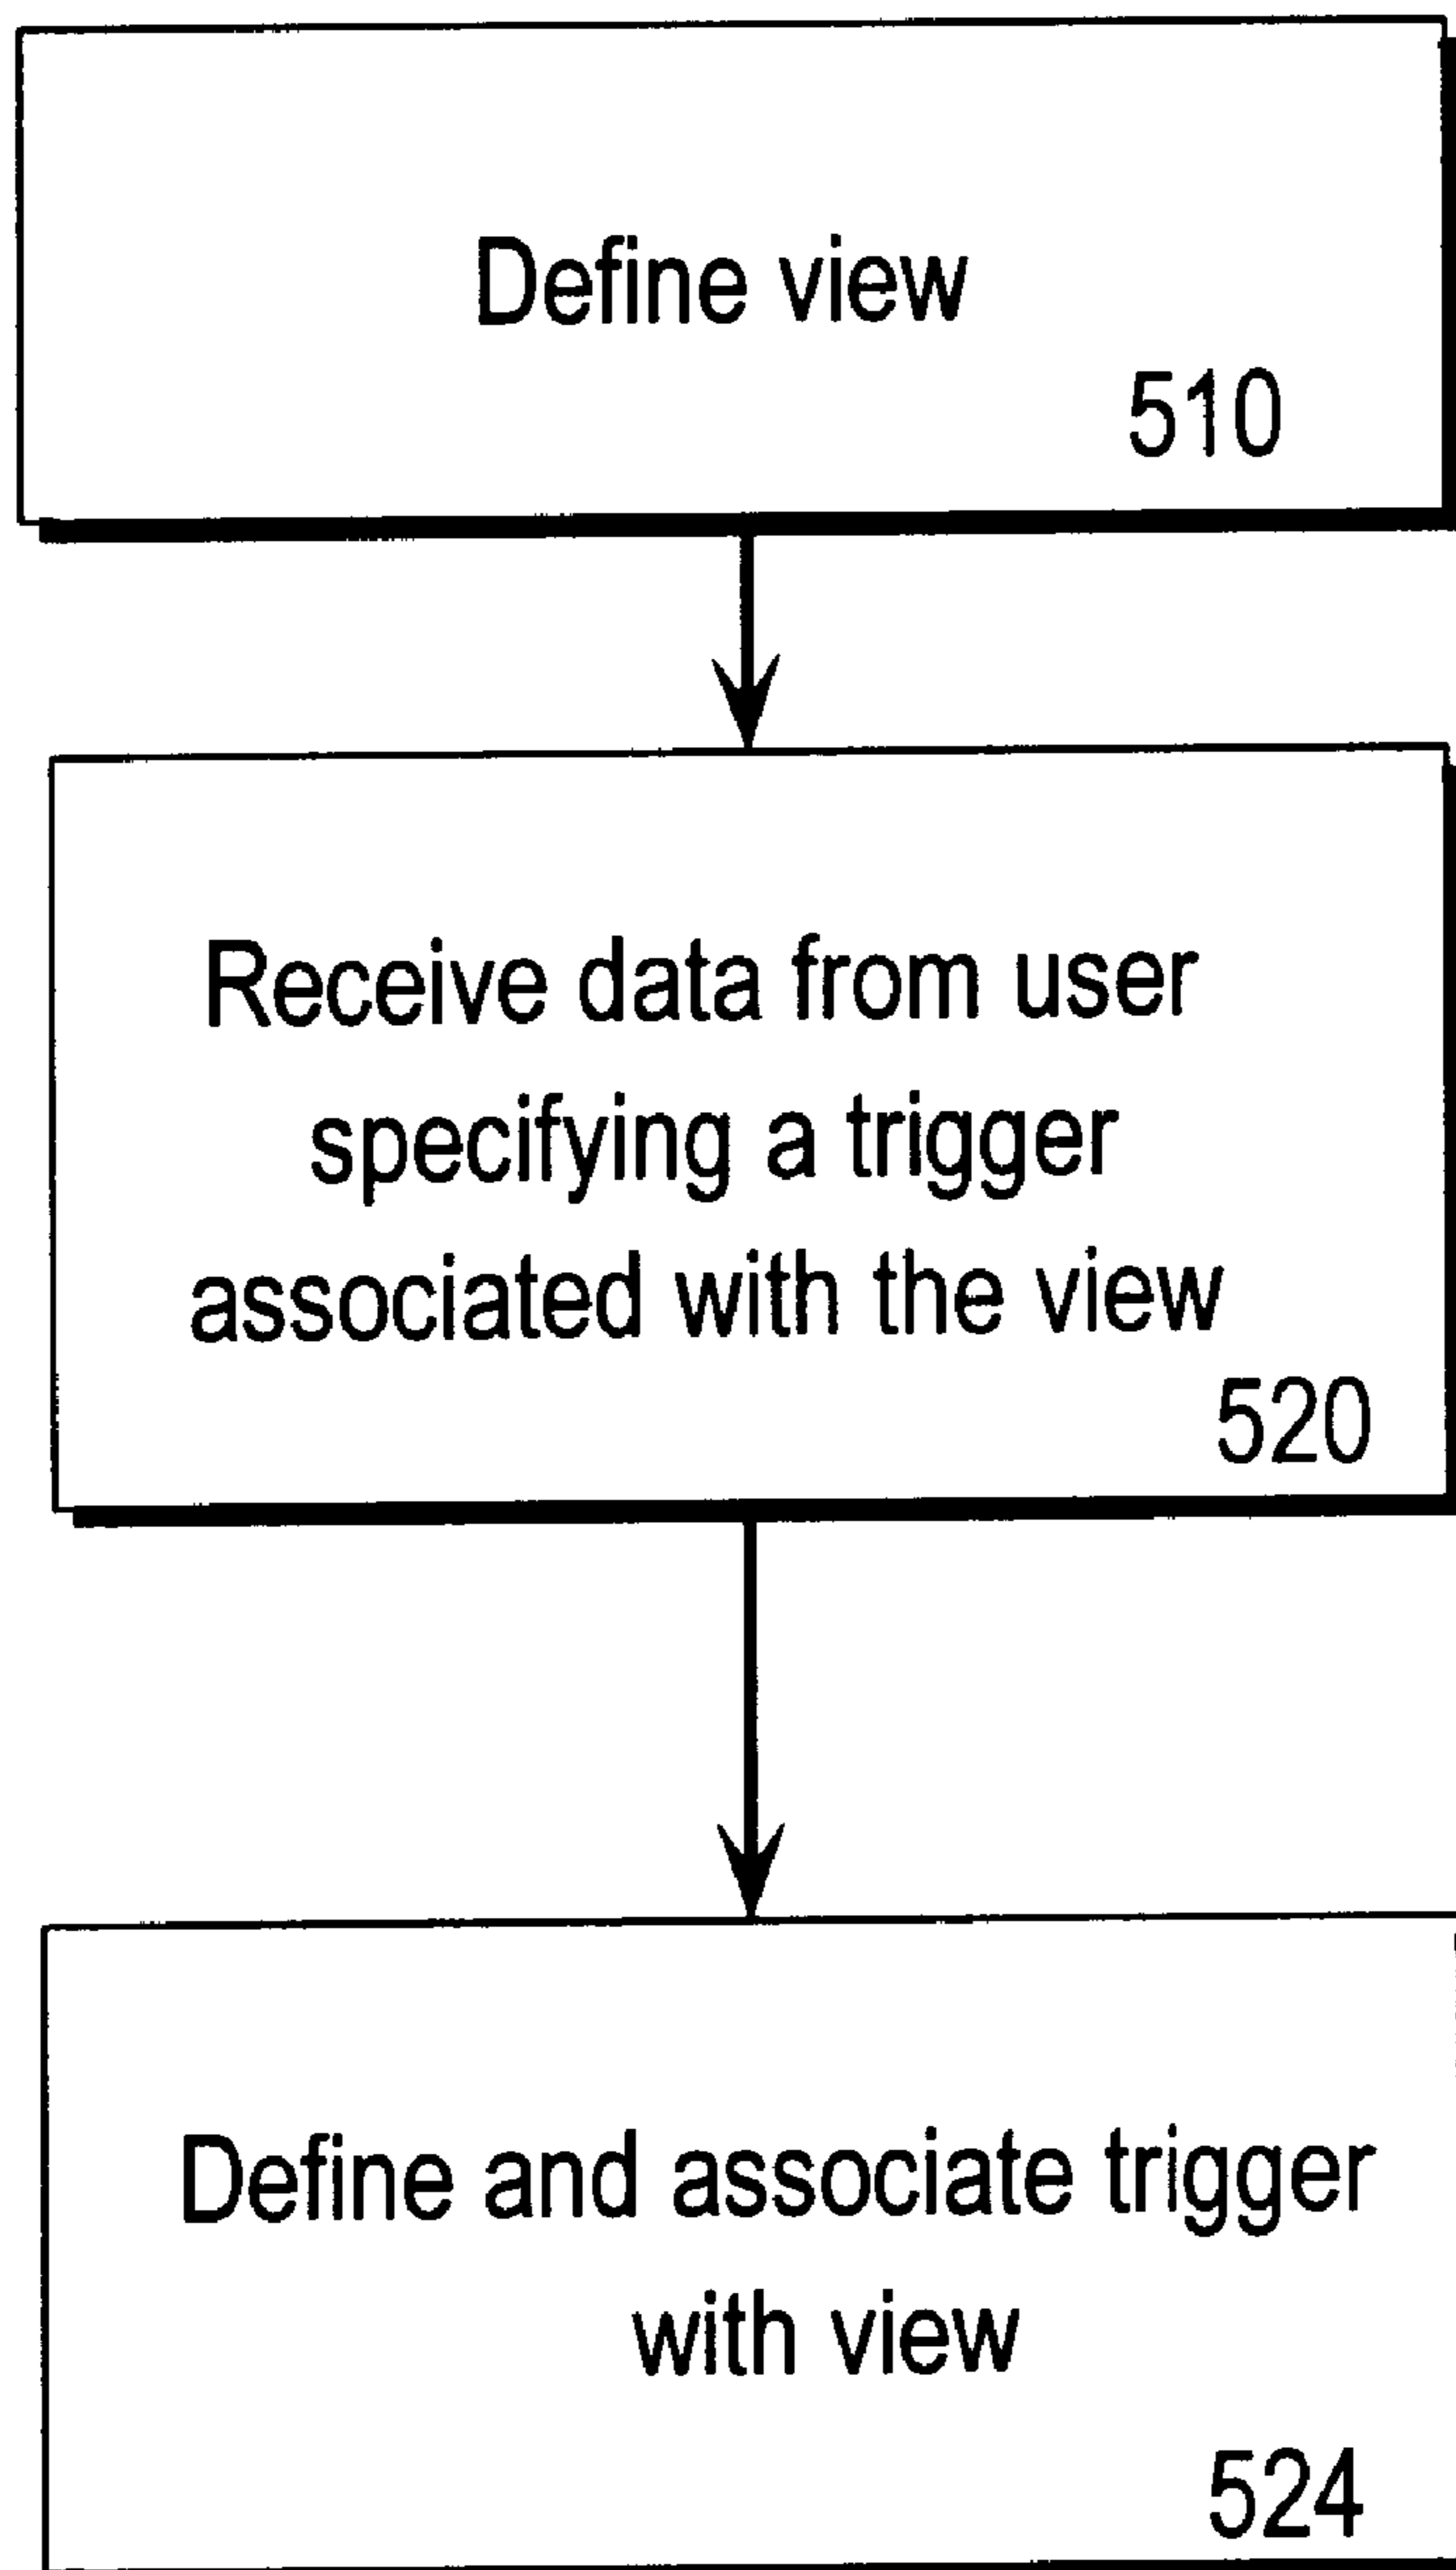 Define view
510
Receive data from user
specifying a trigger
associated with the view
520
Define and associate trigger
with view
524